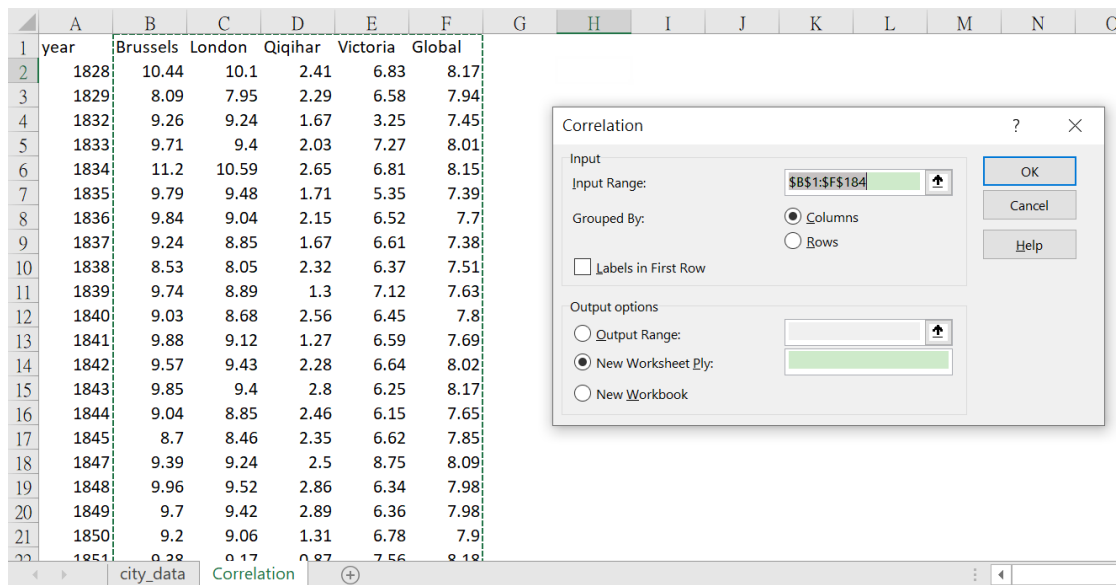 A B C D E F G H I J K L M N O
1 year Brussels London Qiqihar Victoria Global
2 1828 10.44 10.1 2.41 6.83 8.17
3 1829 8.09 7.95 2.29 6.58 7.94
4 1832 9.26 9.24 1.67 3.25 7.45
5 1833 9.71 9.4 2.03 7.27 8.01
6 1834 11.2 10.59 2.65 6.81 8.15
7 1835 9.79 9.48 1.71 5.35 7.39
8 1836 9.84 9.04 2.15 6.52 7.7
9 1837 9.24 8.85 1.67 6.61 7.38
10 1838 8.53 8.05 2.32 6.37 7.51
11 1839 9.74 8.89 1.3 7.12 7.63
12 1840 9.03 8.68 2.56 6.45 7.8
13 1841 9.88 9.12 1.27 6.59 7.69
14 1842 9.57 9.43 2.28 6.64 8.02
15 1843 9.85 9.4 2.8 6.25 8.17
16 1844 9.04 8.85 2.46 6.15 7.65
17 1845 8.7 8.46 2.35 6.62 7.85
18 1847 9.39 9.24 2.5 8.75 8.09
19 1848 9.96 9.52 2.86 6.34 7.98
20 1849 9.7 9.42 2.89 6.36 7.98
21 1850 9.2 9.06 1.31 6.78 7.9
22 1851 9.38 9.17 0.87 7.56 8.18
Correlation ?
Input
Input Range: $B$1:$F$184 OK
Grouped By: Columns Cancel
Rows Help
Labels in First Row
Output options
Output Range:
New Worksheet Ply:
New Workbook
city_data Correlation